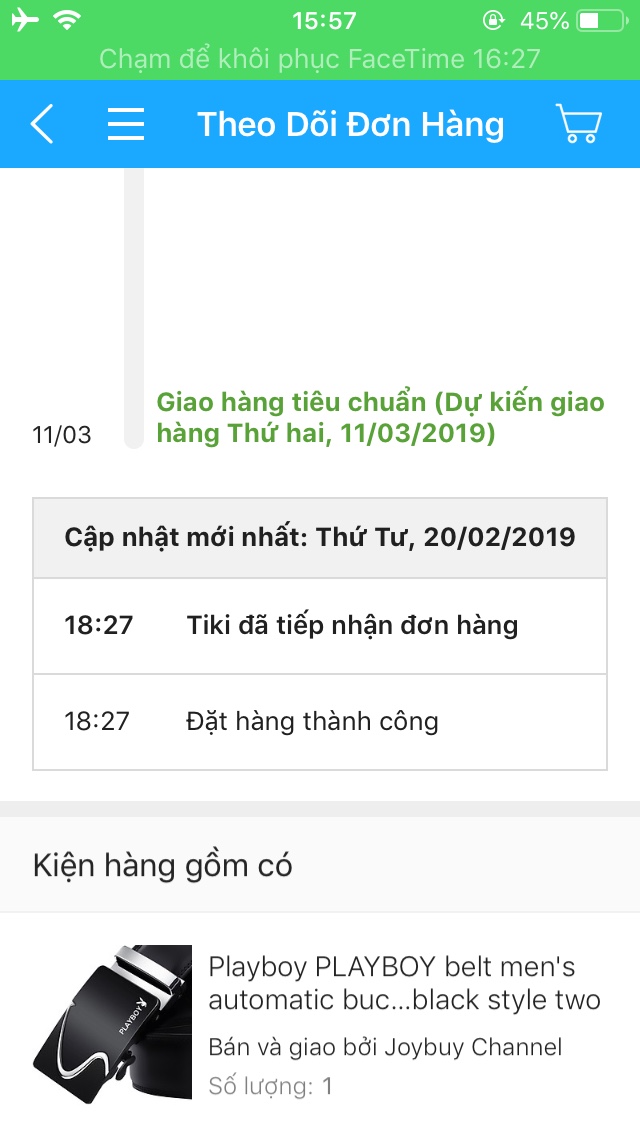 15:57
45%
Chạm để khôi phục FaceTime 16:27
Theo Dõi Đơn Hàng
Giao hàng tiêu chuẩn (Dự kiến giao
11/03 hàng Thứ hai, 11/03/2019)
Cập nhật mới nhất: Thứ Tư, 20/02/2019
18:27 Tiki đã tiếp nhận đơn hàng
18:27 Đặt hàng thành công
Kiện hàng gồm có
Playboy PLAYBOY belt men's
automatic buc...black style two
PLAYBOY
Bán và giao bởi Joybuy Channel
Số lượng: 1